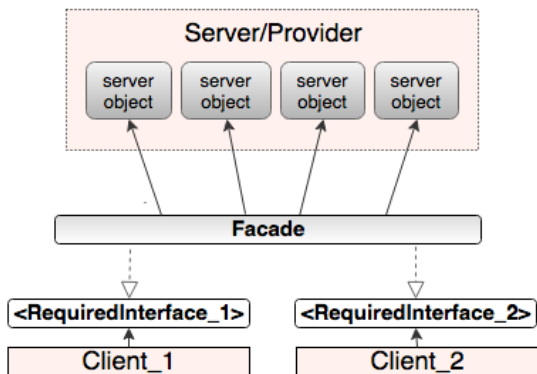 Server/Provider
server object
server object
server object
server object
Facade
<RequiredInterface_1>
<RequiredInterface_2>
Client_1
Client_2